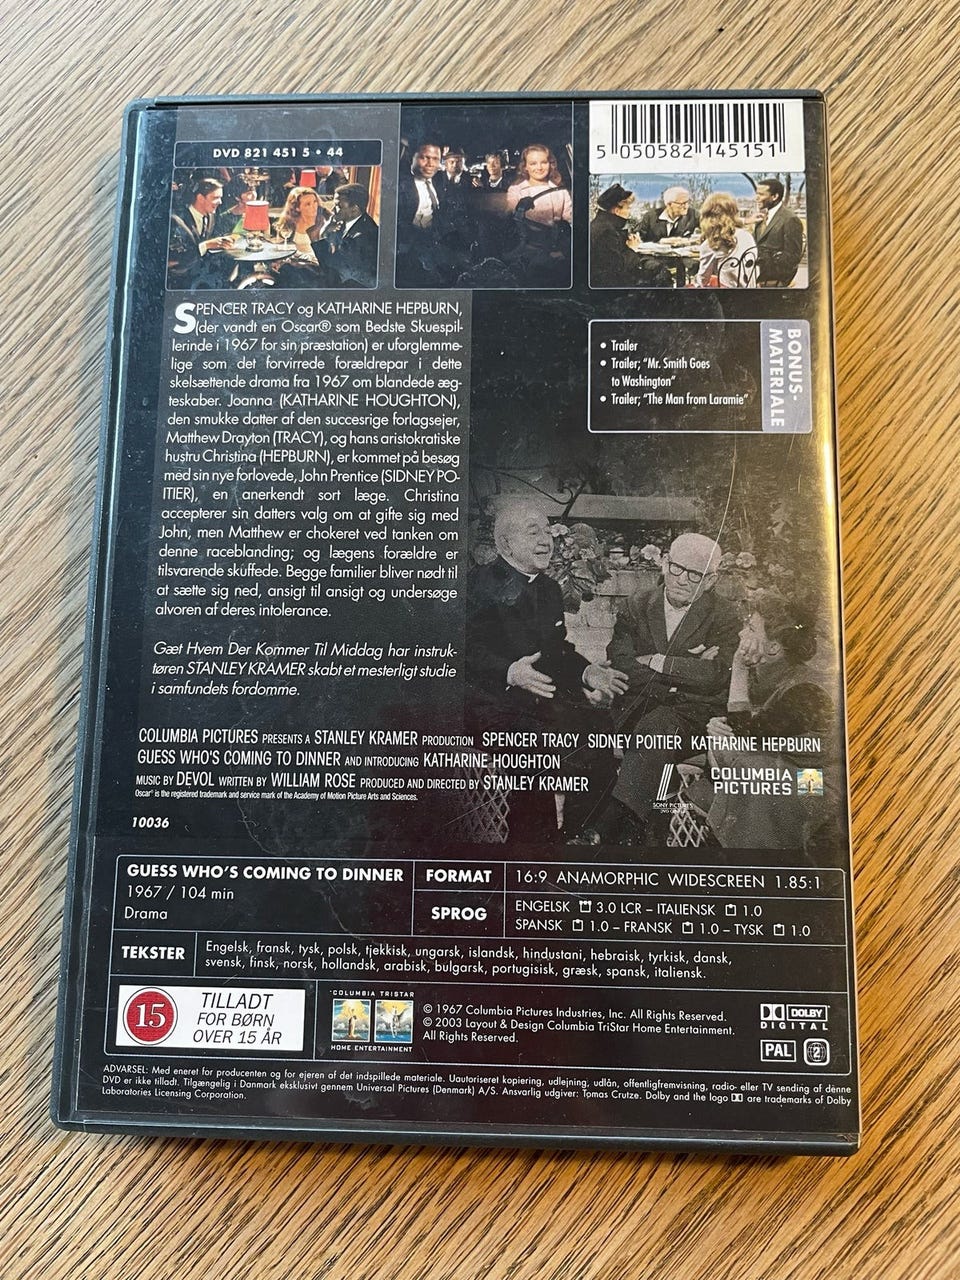 DVD 821 451 5 • 44
5 050582 145151
SPENCER TRACY og KATHARINE HEPBURN,
(der vandt en Oscar® som Bedste Skuespil-
lerinde i 1967 for sin præstation) er uforglemme-
lige som det forvirrede forældrepar i dette
skelsættende drama fra 1967 om blandede æg-
teskaber. Joanna (KATHARINE HOUGHTON),
den smukke datter af den succesrige forlagsejer,
Matthew Drayton (TRACY), og hans aristokratiske
hustru Christina (HEPBURN), er kommet på besøg
med sin nye forlovede, John Prentice (SIDNEY PO-
ITIER), en anerkendt sort læge. Christina
accepterer sin datters valg om at gifte sig med
John, men Matthew er chokeret ved tanken om
denne raceblanding; og lægens forældre er
tilsvarende skuffede. Begge familier bliver nødt til
at sætte sig ned, ansigt til ansigt og undersøge
alvoren af deres intolerance.
Gæt Hvem Der Kommer Til Middag har instruk-
tøren STANLEY KRAMER skabt et mesterligt studie
i samfundets fordomme.
• Trailer
• Trailer; "Mr. Smith Goes
to Washington"
• Trailer; "The Man from Laramie"
BONUS-
MATERIALE
COLUMBIA PICTURES PRESENTS A STANLEY KRAMER PRODUCTION SPENCER TRACY SIDNEY POITIER KATHARINE HEPBURN
GUESS WHO'S COMING TO DINNER AND INTRODUCING KATHARINE HOUGHTON
MUSIC BY DEVOL WRITTEN BY WILLIAM ROSE PRODUCED AND DIRECTED BY STANLEY KRAMER
Oscar® is the registered trademark and service mark of the Academy of Motion Picture Arts and Sciences.
SONY PICTURES
DVD CENTER
COLUMBIA
PICTURES
10036
GUESS WHO'S COMING TO DINNER
1967 / 104 min
Drama
FORMAT
16:9 ANAMORPHIC WIDESCREEN 1.85:1
SPROG
ENGELSK 3.0 LCR – ITALIENSK 1.0
SPANSK 1.0 – FRANSK 1.0 – TYSK 1.0
TEKSTER
Engelsk, fransk, tysk, polsk, tjekkisk, ungarsk, islandsk, hindustani, hebraisk, tyrkisk, dansk,
svensk, finsk, norsk, hollandsk, arabisk, bulgarsk, portugisisk, græsk, spansk, italiensk.
15
TILLADT
FOR BØRN
OVER 15 ÅR
COLUMBIA TRISTAR
HOME ENTERTAINMENT
© 1967 Columbia Pictures Industries, Inc. All Rights Reserved.
© 2003 Layout & Design Columbia TriStar Home Entertainment.
All Rights Reserved.
DOLBY
DIGITAL
PAL
2
ADVARSEL: Med eneret for producenten og for ejeren af det indspillede materiale. Uautoriseret kopiering, udlejning, udlån, offentligfremvisning, radio- eller TV sending af denne
DVD er ikke tilladt. Tilgængelig i Danmark eksklusivt gennem Universal Pictures (Denmark) A/S. Ansvarlig udgiver: Tomas Crutze. Dolby and the logo are trademarks of Dolby
Laboratories Licensing Corporation.